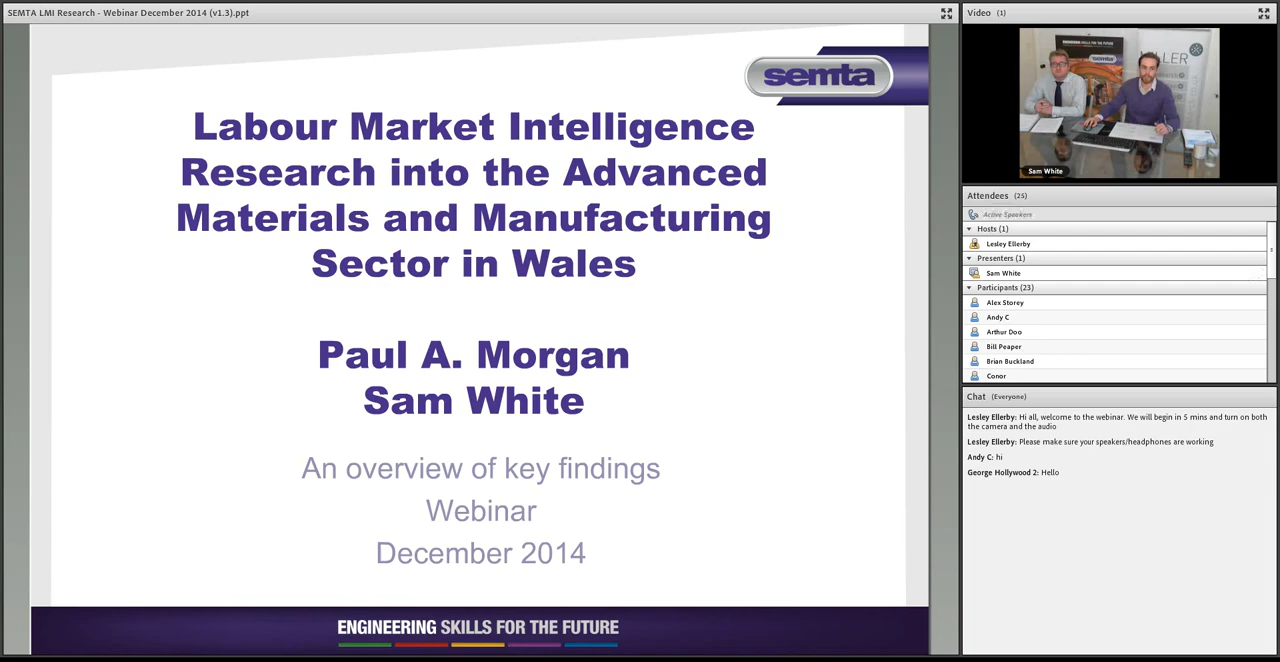 SEMTA LMI Research - Webinar December 2014 (v1.3).ppt
semta
Labour Market Intelligence
Research into the Advanced
Materials and Manufacturing
Sector in Wales
Paul A. Morgan
Sam White
An overview of key findings
Webinar
December 2014
ENGINEERING SKILLS FOR THE FUTURE
Video (1)
semta
Sam White
Attendees (25)
Active Speakers
Hosts (1)
Lesley Ellerby
Presenters (1)
Sam White
Participants (23)
Alex Storey
Andy C
Arthur Doo
Bill Peaper
Brian Buckland
Conor
Chat (Everyone)
Lesley Ellerby: Hi all, welcome to the webinar. We will begin in 5 mins and turn on both
the camera and the audio
Lesley Ellerby: Please make sure your speakers/headphones are working
Andy C: hi
George Hollywood 2: Hello